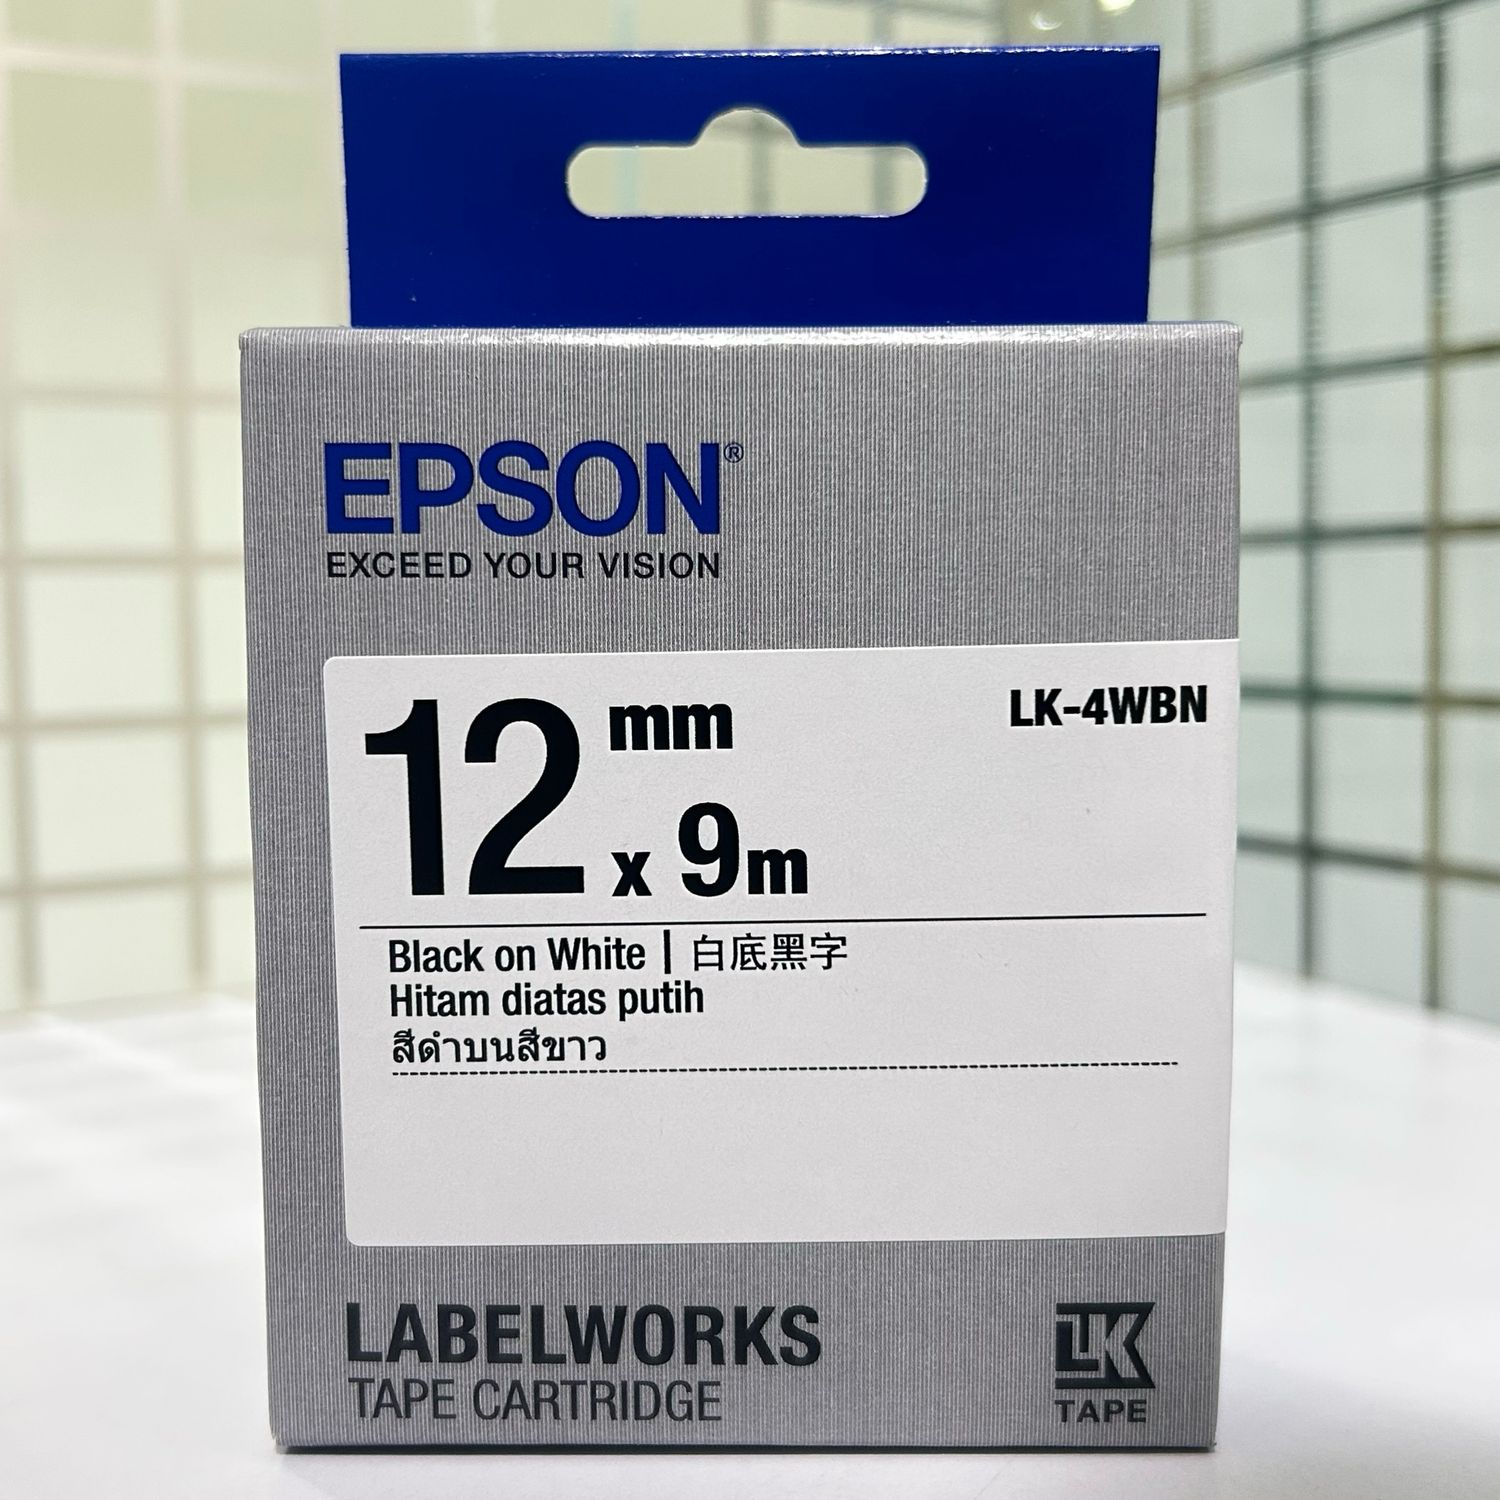 EPSON®
EXCEED YOUR VISION
LK-4WBN
12 mm x 9m
Black on White | 白底黑字
Hitam diatas putih
สีดำบนสีขาว
LABELWORKS
TAPE CARTRIDGE
LK
TAPE